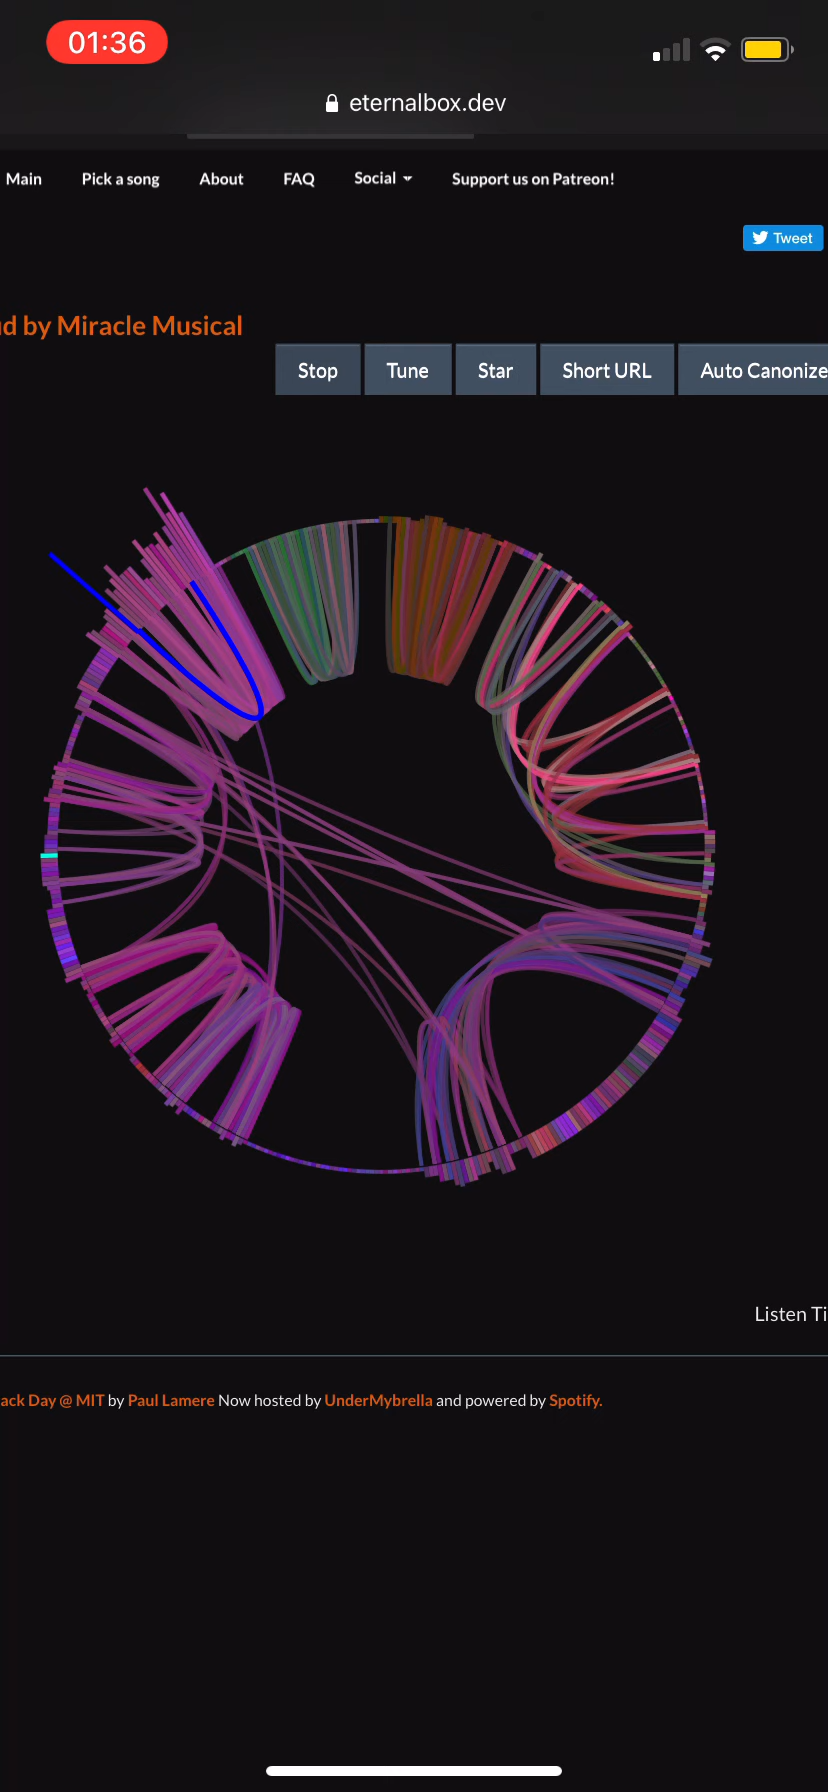 01:36
eternalbox.dev
Main Pick a song About FAQ Social Support us on Patreon!
Tweet
d by Miracle Musical
Stop Tune Star Short URL Auto Canonize
Listen Ti
ack Day @ MIT by Paul Lamere Now hosted by UnderMybrella and powered by Spotify.